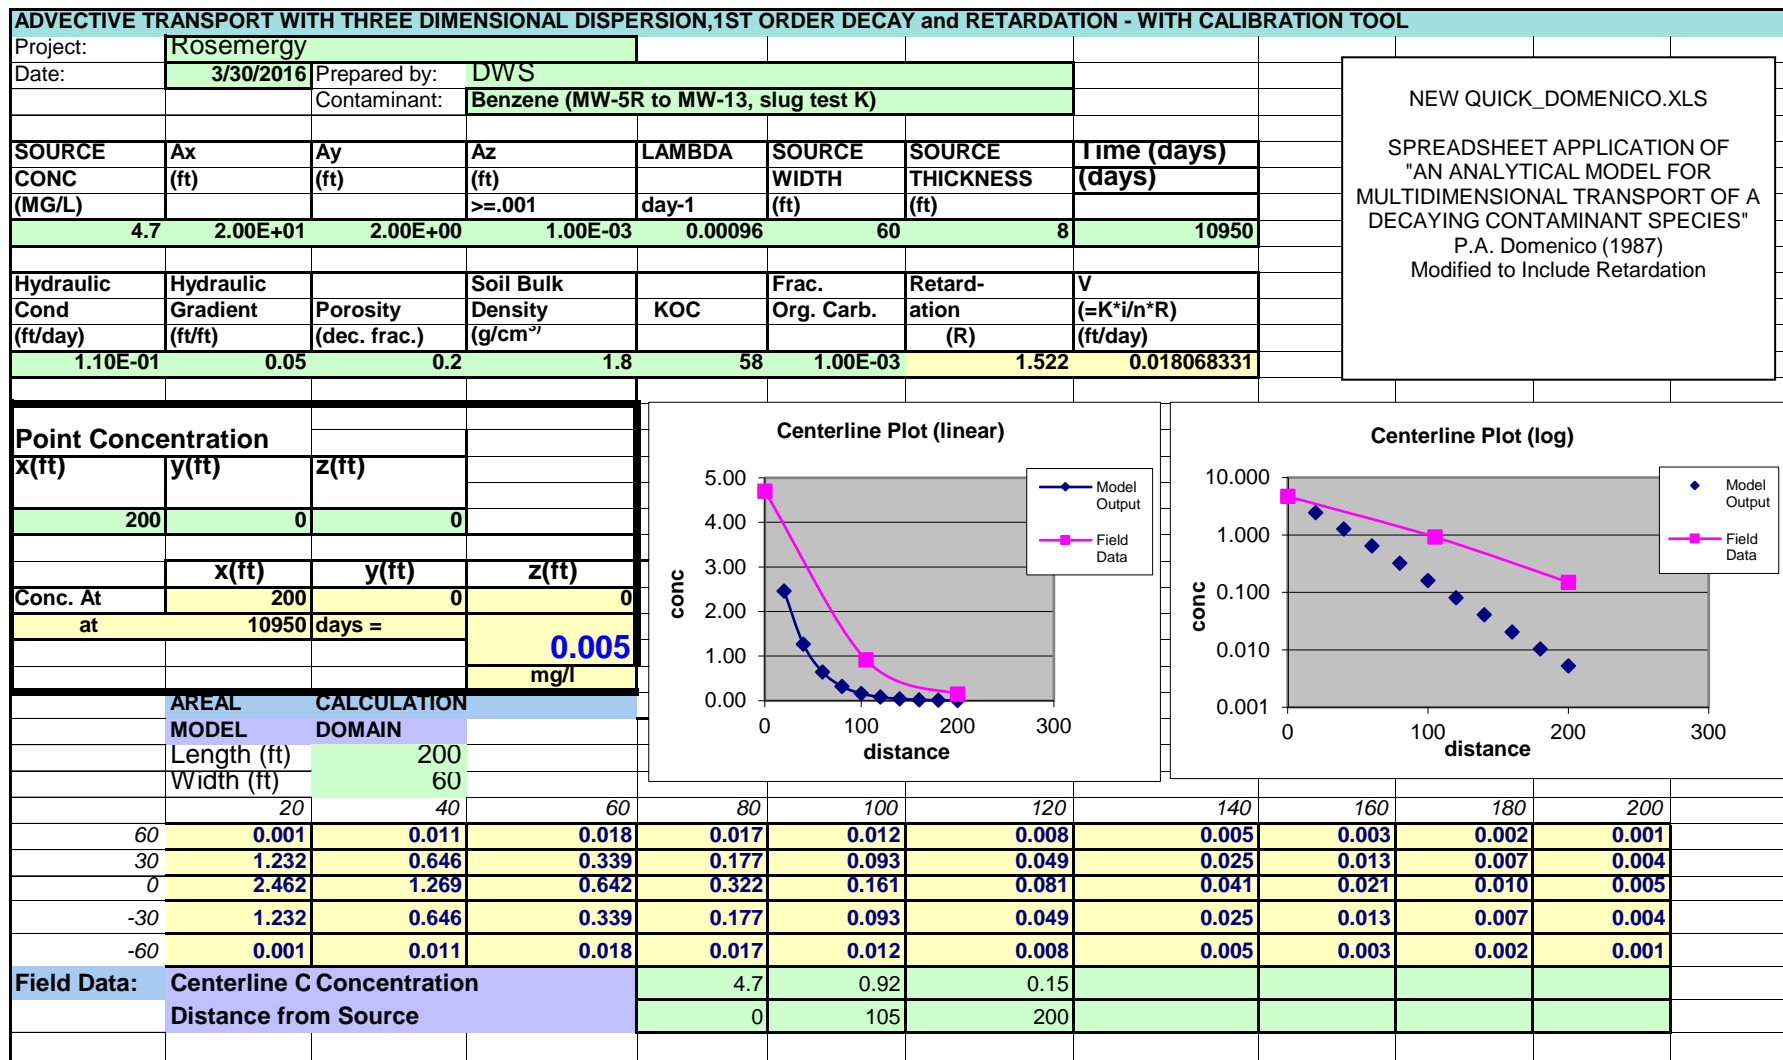 ADVECTIVE TRANSPORT WITH THREE DIMENSIONAL DISPERSION,1ST ORDER DECAY and RETARDATION - WITH CALIBRATION TOOL
Project: Rosemergy
Date: 3/30/2016 Prepared by: DWS
Contaminant: Benzene (MW-5R to MW-13, slug test K)
NEW QUICK_DOMENICO.XLS
SPREADSHEET APPLICATION OF
"AN ANALYTICAL MODEL FOR
MULTIDIMENSIONAL TRANSPORT OF A
DECAYING CONTAMINANT SPECIES"
P.A. Domenico (1987)
Modified to Include Retardation
SOURCE Ax Ay Az LAMBDA SOURCE SOURCE Time (days)
CONC (ft) (ft) (ft) WIDTH THICKNESS (days)
(MG/L) >=.001 day-1 (ft) (ft)
4.7 2.00E+01 2.00E+00 1.00E-03 0.00096 60 8 10950
Hydraulic Hydraulic Soil Bulk Frac. Retard- V
Cond Gradient Porosity Density KOC Org. Carb. ation (=K*i/n*R)
(ft/day) (ft/ft) (dec. frac.) (g/cm³) (R) (ft/day)
1.10E-01 0.05 0.2 1.8 58 1.00E-03 1.522 0.018068331
Point Concentration
x(ft) y(ft) z(ft)
200 0 0
x(ft) y(ft) z(ft)
Conc. At 200 0 0
at 10950 days =
0.005
mg/l
Centerline Plot (linear)
5.00
4.00
3.00
2.00
1.00
0.00
conc
0 100 200 300
distance
Model Output
Field Data
Centerline Plot (log)
10.000
1.000
0.100
0.010
0.001
conc
0 100 200 300
distance
Model Output
Field Data
AREAL CALCULATION
MODEL DOMAIN
Length (ft) 200
Width (ft) 60
20 40 60 80 100 120 140 160 180 200
60 0.001 0.011 0.018 0.017 0.012 0.008 0.005 0.003 0.002 0.001
30 1.232 0.646 0.339 0.177 0.093 0.049 0.025 0.013 0.007 0.004
0 2.462 1.269 0.642 0.322 0.161 0.081 0.041 0.021 0.010 0.005
-30 1.232 0.646 0.339 0.177 0.093 0.049 0.025 0.013 0.007 0.004
-60 0.001 0.011 0.018 0.017 0.012 0.008 0.005 0.003 0.002 0.001
Field Data: Centerline C Concentration 4.7 0.92 0.15
Distance from Source 0 105 200